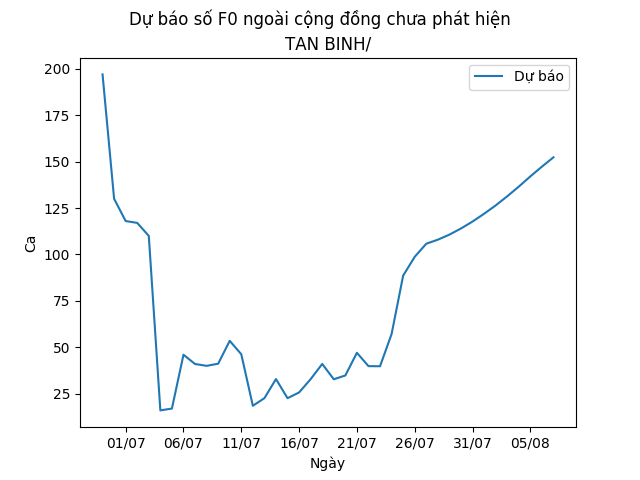 Dự báo số F0 ngoài cộng đồng chưa phát hiện
TAN BINH/
Dự báo
200
175
150
125
100
75
50
25
Ca
01/07 06/07 11/07 16/07 21/07 26/07 31/07 05/08
Ngày